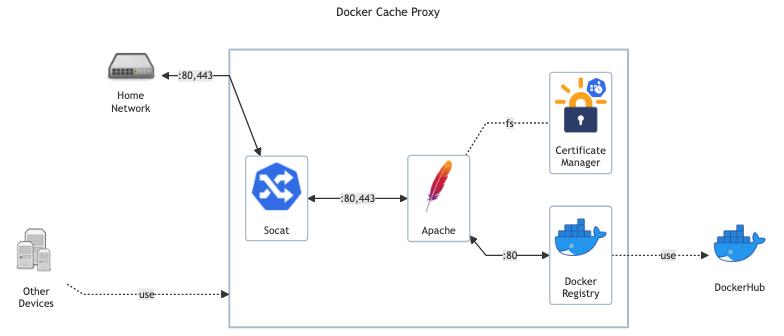 Docker Cache Proxy
:80,443
Home
Network
fs
Certificate
Manager
:80,443
Socat
Apache
:80
use
Docker
Registry
DockerHub
Other
Devices
use